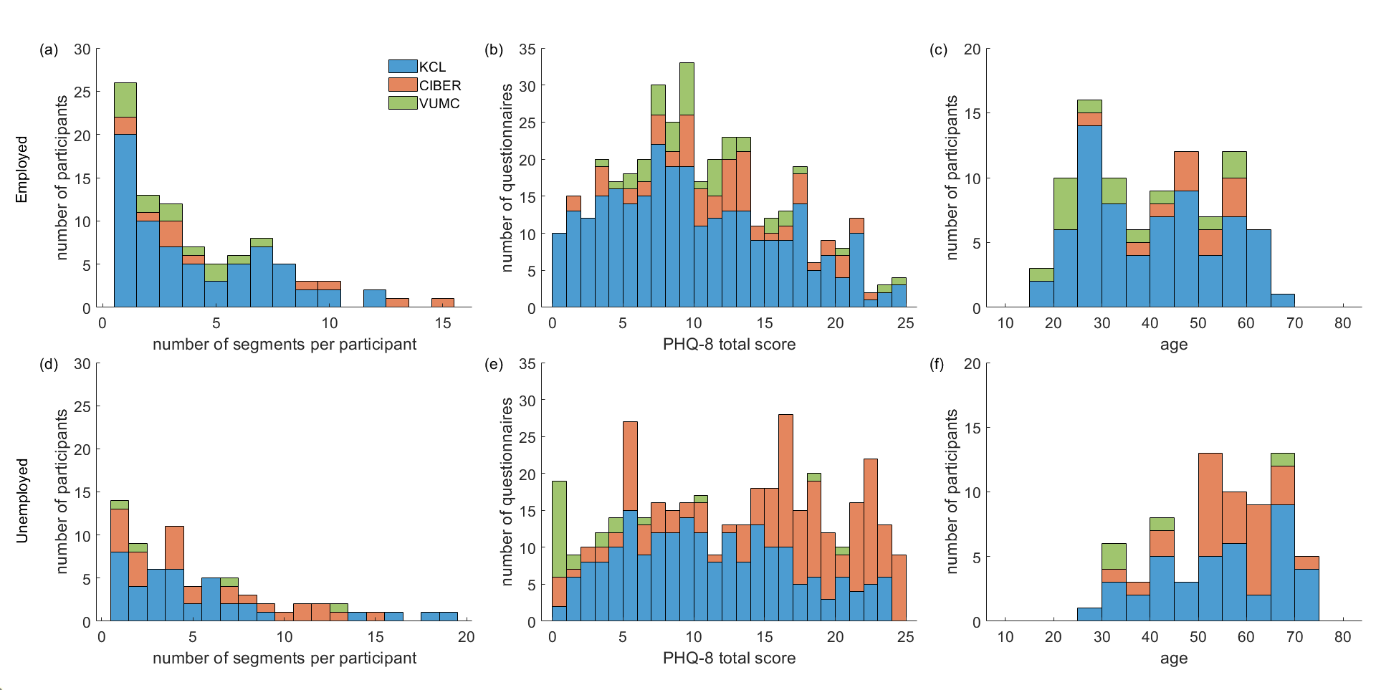 (a)
30
25
20
15
10
5
0
0 5 10 15
number of participants
number of segments per participant
KCL
CIBER
VUMC
Employed
(b)
35
30
25
20
15
10
5
0
0 5 10 15 20 25
number of questionnaires
PHQ-8 total score
(c)
20
15
10
5
0
10 20 30 40 50 60 70 80
number of participants
age
(d)
30
25
20
15
10
5
0
0 5 10 15 20
number of participants
number of segments per participant
Unemployed
(e)
35
30
25
20
15
10
5
0
0 5 10 15 20 25
number of questionnaires
PHQ-8 total score
(f)
20
15
10
5
0
10 20 30 40 50 60 70 80
number of participants
age